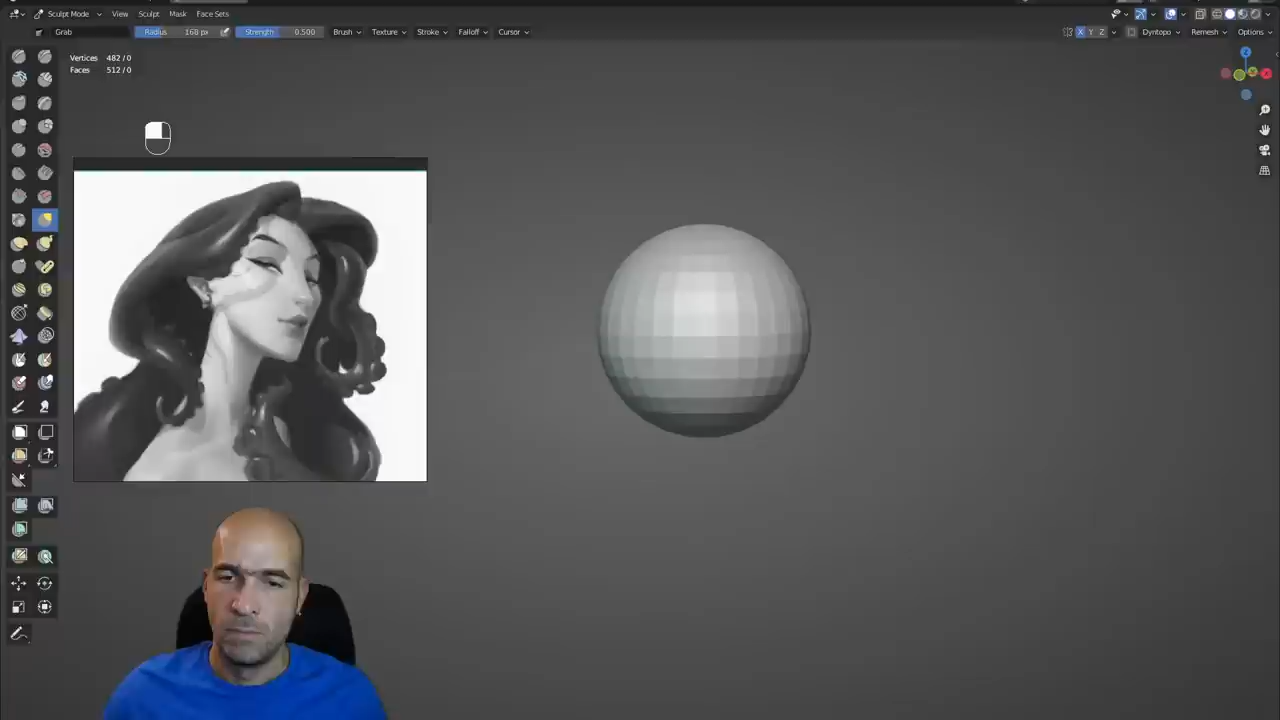 Sculpt Mode View Sculpt Mask Face Sets
Grab Radius 160 px Strength 0.500 Brush Texture Stroke Falloff Cursor X Y Z Dyntopo Remesh Options
Vertices 482 / 0
Faces 512 / 0
Z
X